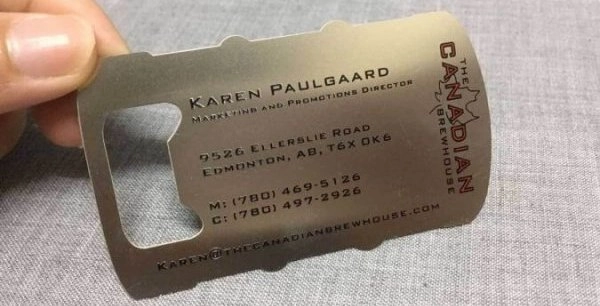 KAREN PAULGAARD
MARKETING AND PROMOTIONS DIRECTOR
9526 ELLERSLIE ROAD
EDMONTON, AB, T6X 0K6
M: (780) 469-5126
C: (780) 497-2926
KAREN@THECANADIANBREWHOUSE.COM
THE
CANADIAN
BREWHOUSE